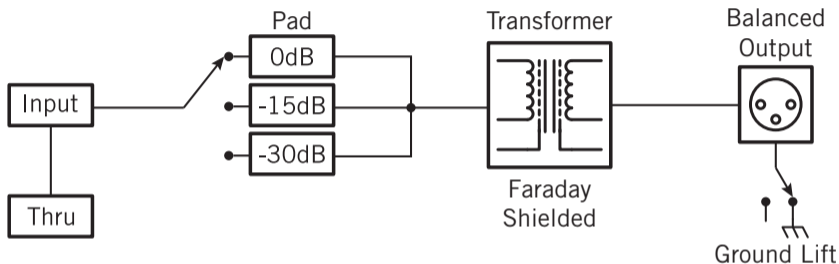 Pad
0dB
-15dB
-30dB
Input
Thru
Transformer
Faraday
Shielded
Balanced
Output
Ground Lift